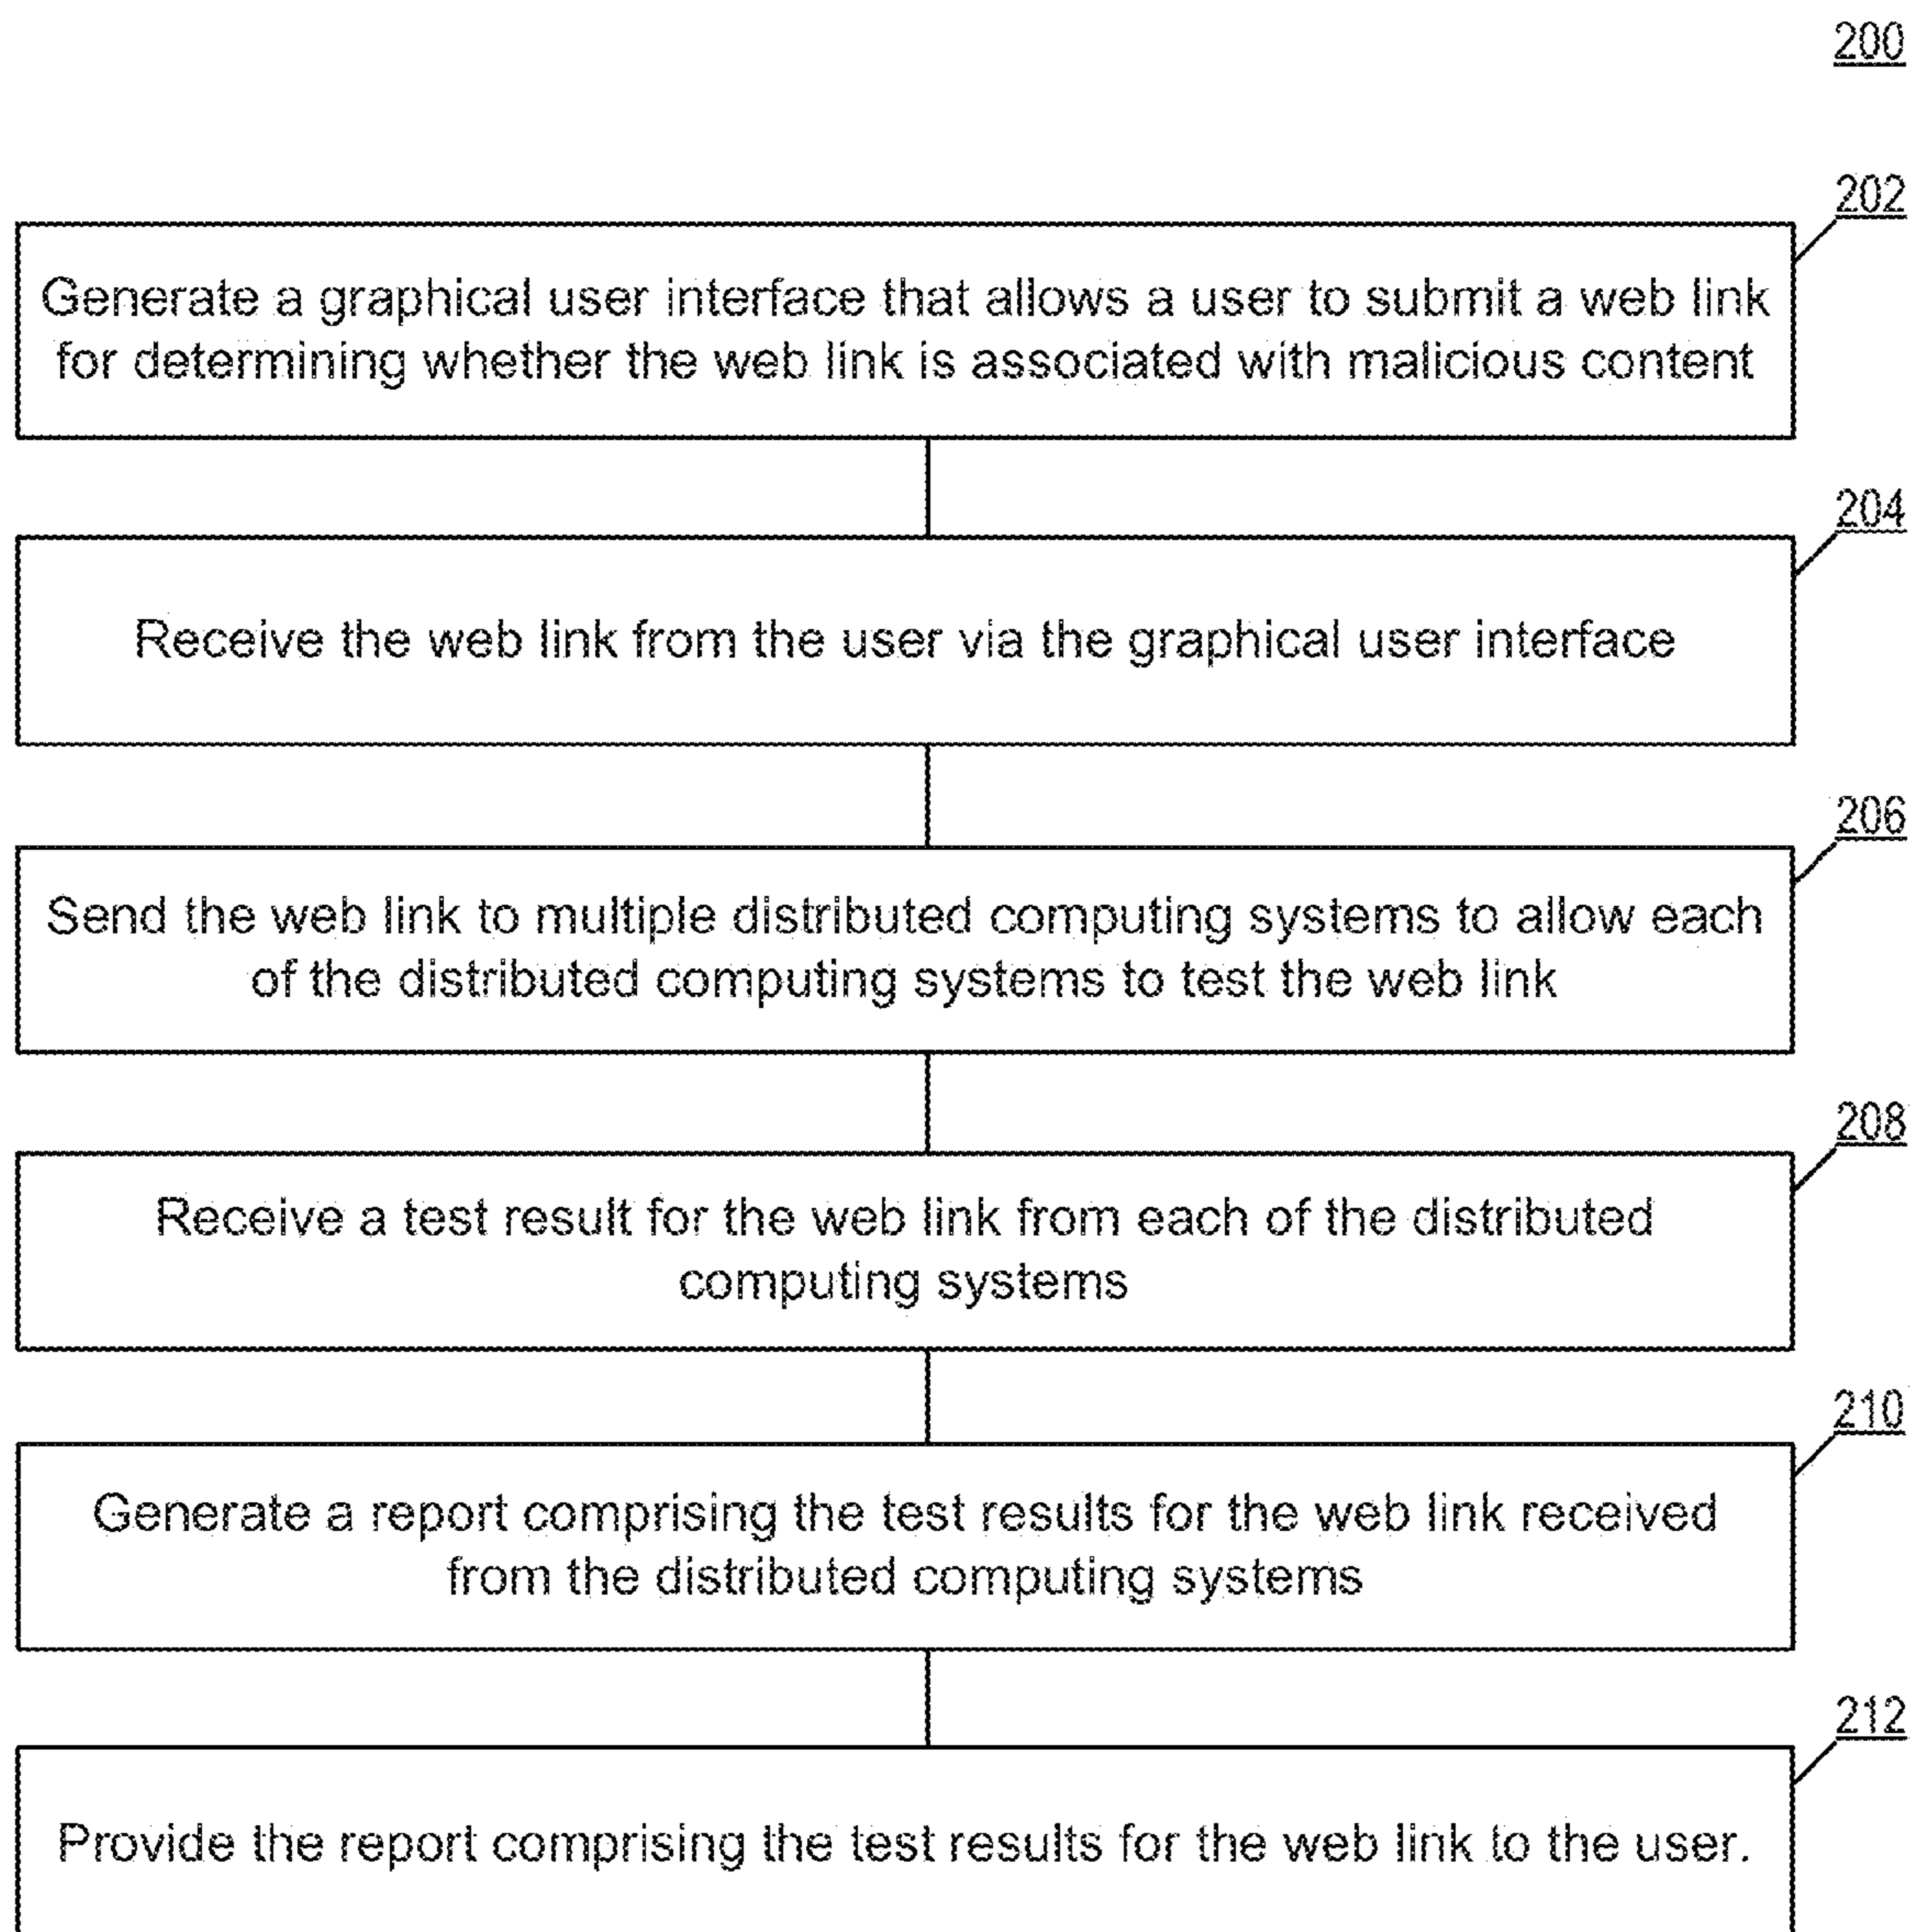 200
202
Generate a graphical user interface that allows a user to submit a web link
for determining whether the web link is associated with malicious content
204
Receive the web link from the user via the graphical user interface
206
Send the web link to multiple distributed computing systems to allow each
of the distributed computing systems to test the web link
208
Receive a test result for the web link from each of the distributed
computing systems
210
Generate a report comprising the test results for the web link received
from the distributed computing systems
212
Provide the report comprising the test results for the web link to the user.